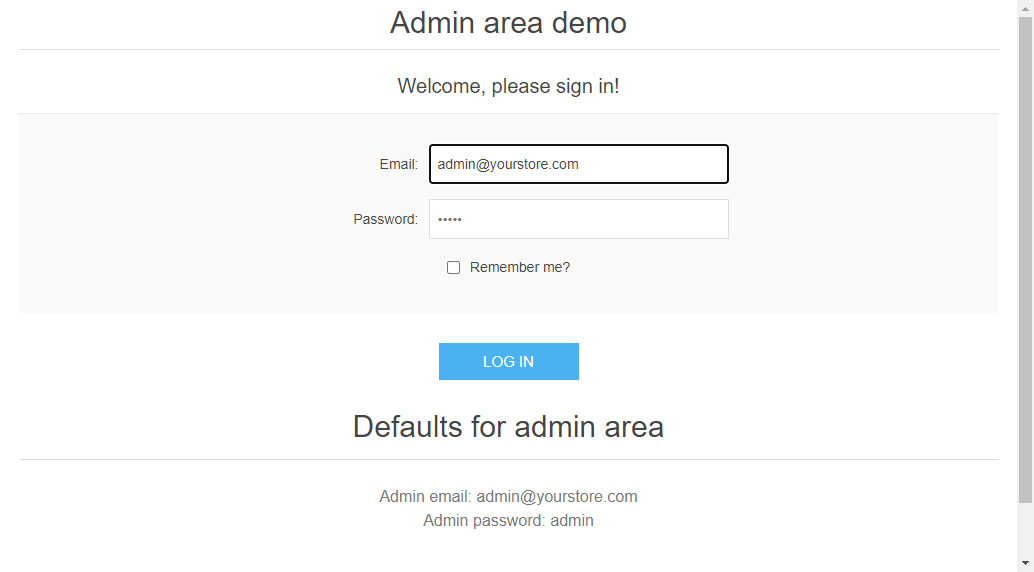 Admin area demo
Welcome, please sign in!
Email: admin@yourstore.com
Password: •••••
Remember me?
LOG IN
Defaults for admin area
Admin email: admin@yourstore.com
Admin password: admin